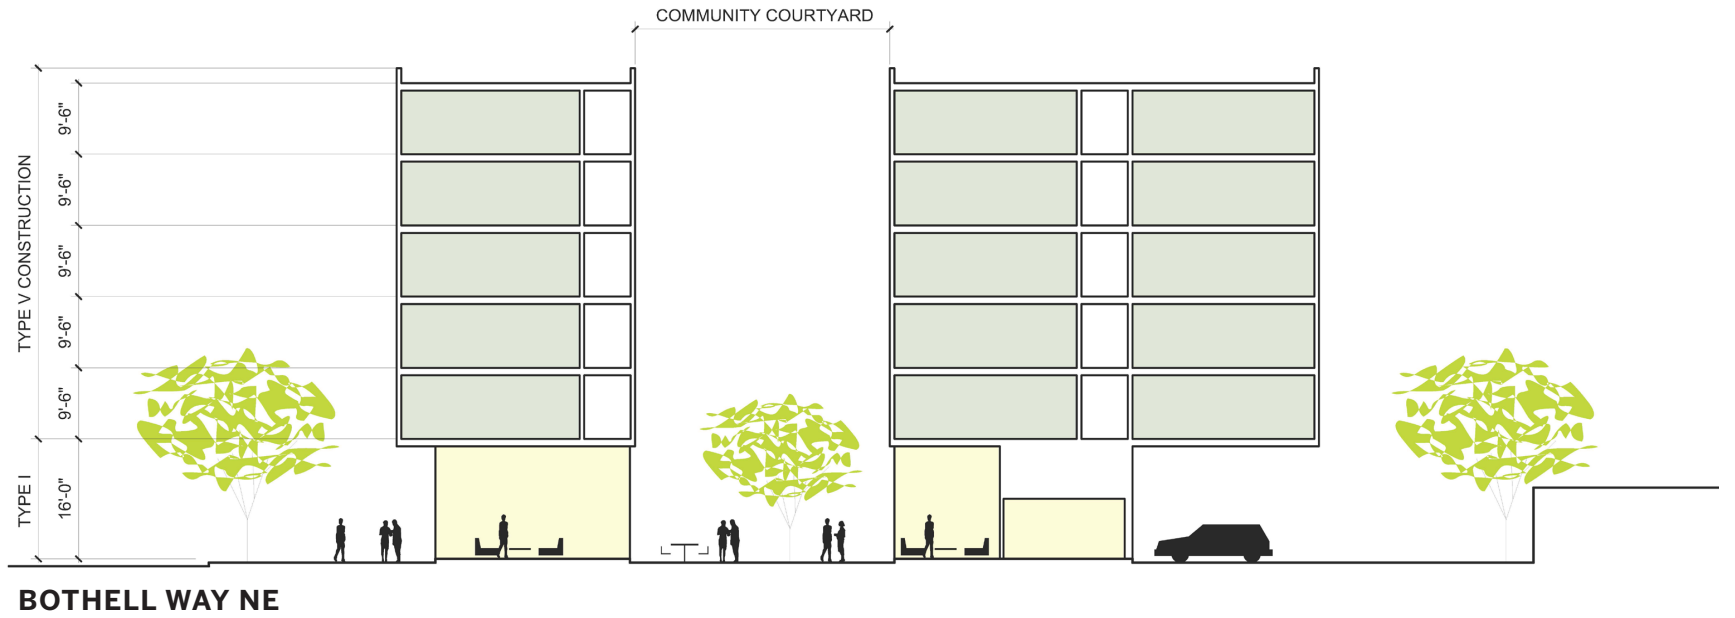 COMMUNITY COURTYARD
TYPE V CONSTRUCTION
9'-6"
9'-6"
9'-6"
9'-6"
9'-6"
TYPE I
16'-0"
BOTHELL WAY NE